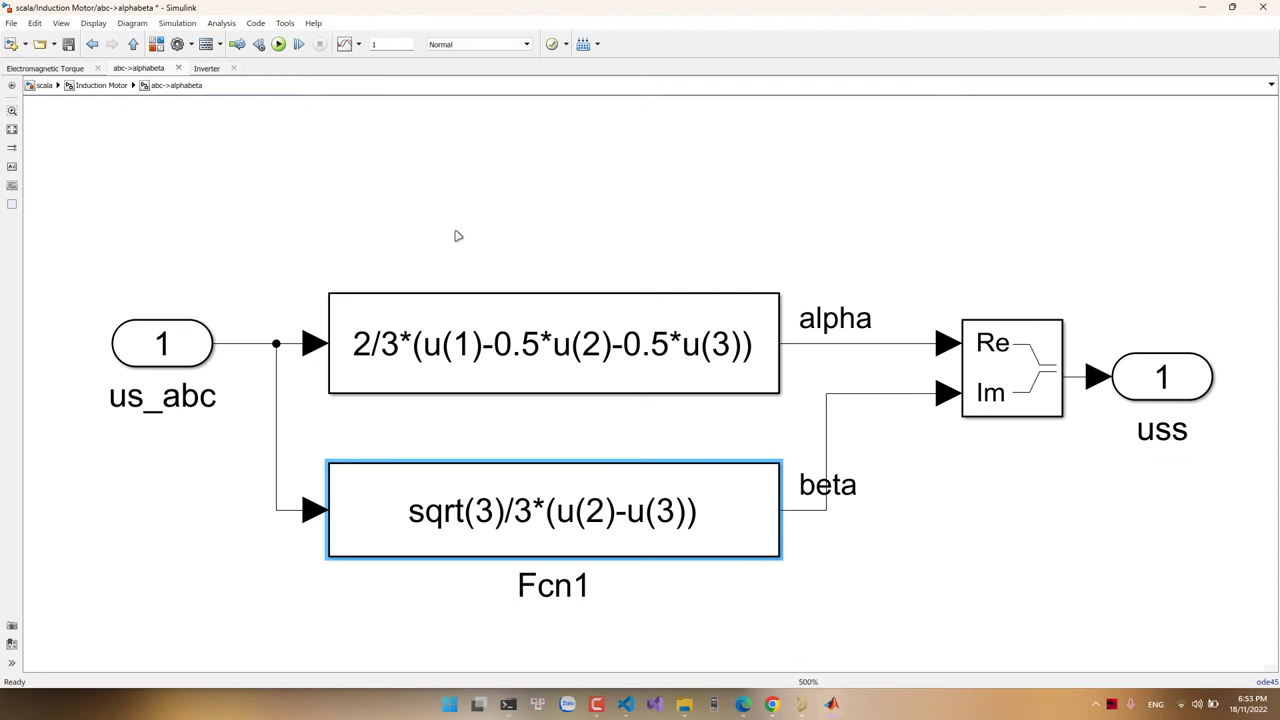 scala/Induction Motor/abc->alphabeta * - Simulink
File Edit View Display Diagram Simulation Analysis Code Tools Help
1 Normal
Electromagnetic Torque abc->alphabeta Inverter
scala Induction Motor abc->alphabeta
2/3*(u(1)-0.5*u(2)-0.5*u(3))
alpha
1
us_abc
Re
Im
1
uss
sqrt(3)/3*(u(2)-u(3))
beta
Fcn1
Ready 500% ode45
Zalo
ENG
6:53 PM
18/11/2022